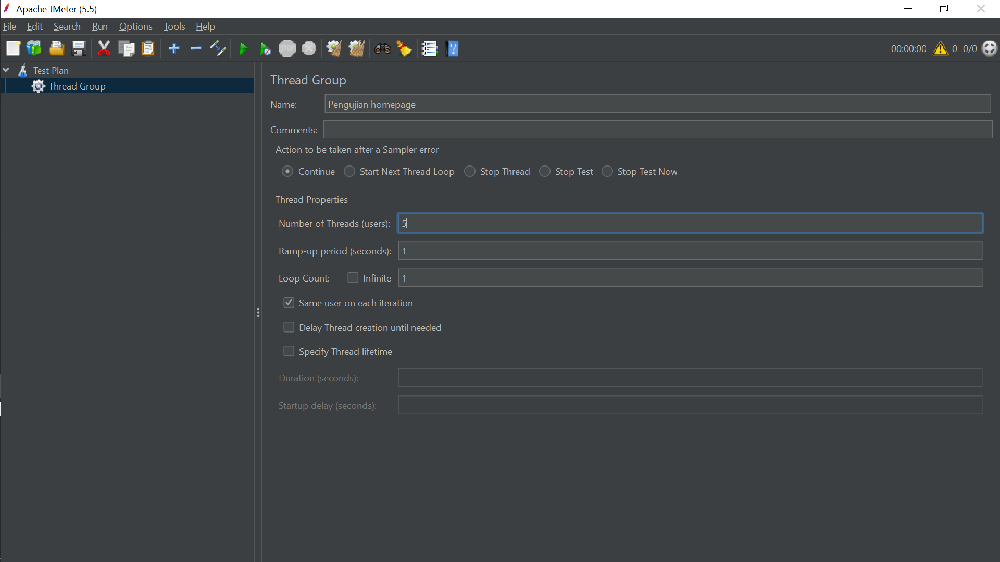 Apache JMeter (5.5)
File Edit Search Run Options Tools Help
STOP ? 00:00:00 0 0/0
Test Plan
Thread Group
Thread Group
Name: Pengujian homepage
Comments:
Action to be taken after a Sampler error
Continue Start Next Thread Loop Stop Thread Stop Test Stop Test Now
Thread Properties
Number of Threads (users): 5
Ramp-up period (seconds): 1
Loop Count: Infinite 1
Same user on each iteration
Delay Thread creation until needed
Specify Thread lifetime
Duration (seconds):
Startup delay (seconds):